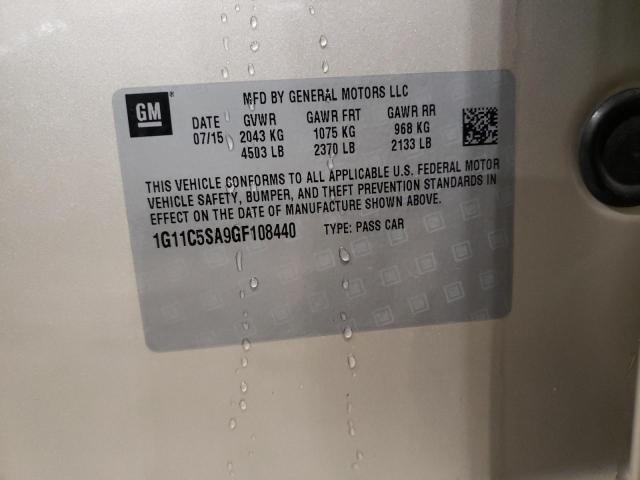 GM ®
MFD BY GENERAL MOTORS LLC
DATE GVWR GAWR FRT GAWR RR
07/15 2043 KG 1075 KG 968 KG
4503 LB 2370 LB 2133 LB
THIS VEHICLE CONFORMS TO ALL APPLICABLE U.S. FEDERAL MOTOR
VEHICLE SAFETY, BUMPER, AND THEFT PREVENTION STANDARDS IN
EFFECT ON THE DATE OF MANUFACTURE SHOWN ABOVE.
1G11C5SA9GF108440 TYPE: PASS CAR